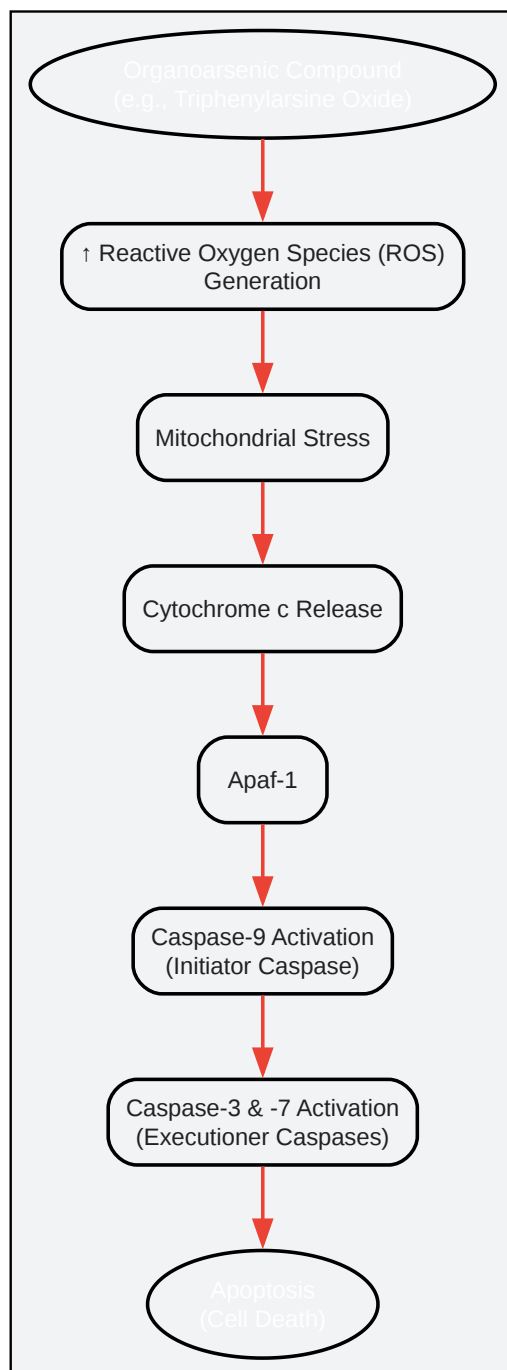 Organoarsenic Compound
(e.g., Triphenylarsine Oxide)
↑ Reactive Oxygen Species (ROS)
Generation
Mitochondrial Stress
Cytochrome c Release
Apaf-1
Caspase-9 Activation
(Initiator Caspase)
Caspase-3 & -7 Activation
(Executioner Caspases)
Apoptosis
(Cell Death)